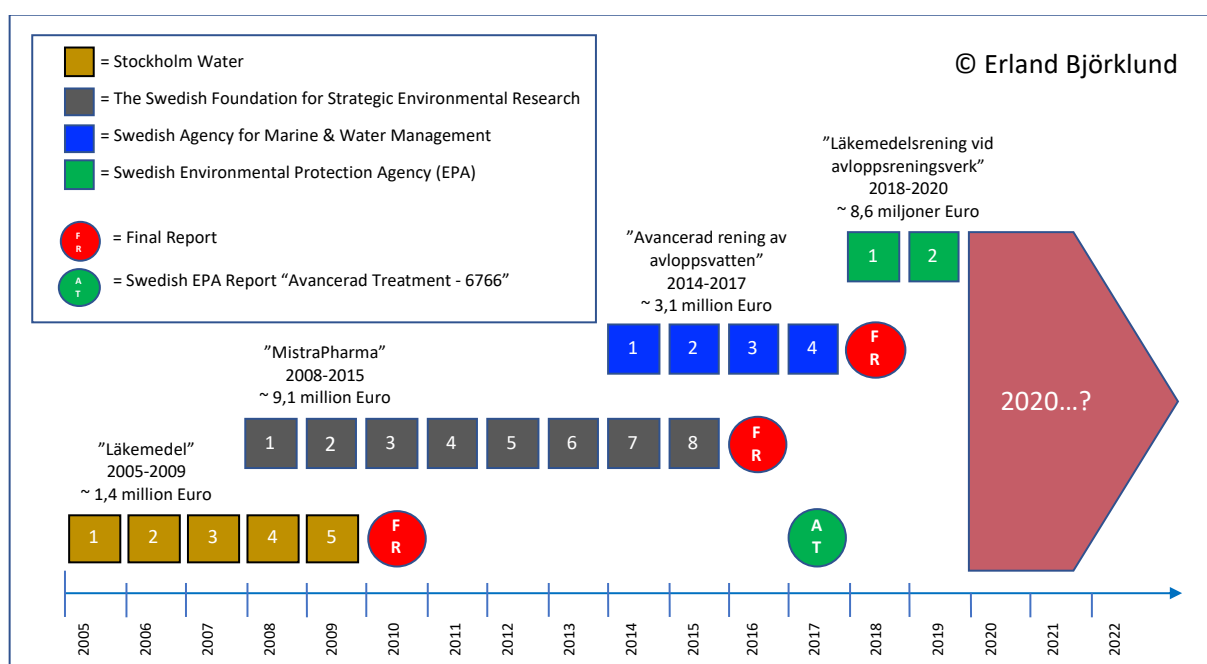 = Stockholm Water
= The Swedish Foundation for Strategic Environmental Research
= Swedish Agency for Marine & Water Management
= Swedish Environmental Protection Agency (EPA)
F
R
= Final Report
A
T
= Swedish EPA Report “Avancerad Treatment - 6766”
© Erland Björklund
”Läkemedelsrening vid
avloppsreningsverk”
2018-2020
~ 8,6 miljoner Euro
1 2
”Avancerad rening av
avloppsvatten”
2014-2017
~ 3,1 million Euro
1 2 3 4
F
R
”MistraPharma”
2008-2015
~ 9,1 million Euro
1 2 3 4 5 6 7 8
F
R
”Läkemedel”
2005-2009
~ 1,4 million Euro
1 2 3 4 5
F
R
A
T
2020...?
2005 2006 2007 2008 2009 2010 2011 2012 2013 2014 2015 2016 2017 2018 2019 2020 2021 2022